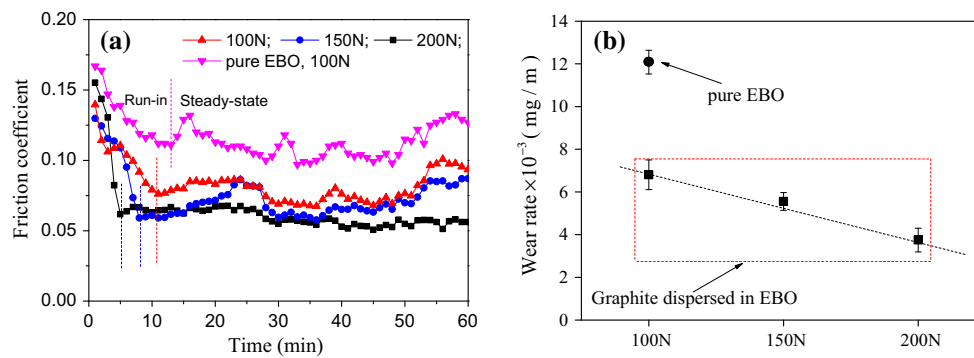 (a)
100N; 150N; 200N;
pure EBO, 100N
Run-in Steady-state
Friction coefficient
0.20
0.15
0.10
0.05
0.00
0 10 20 30 40 50 60
Time (min)
(b)
Wear rate×10⁻³ ( mg / m )
14
12
10
8
6
4
2
0
pure EBO
Graphite dispersed in EBO
100N 150N 200N